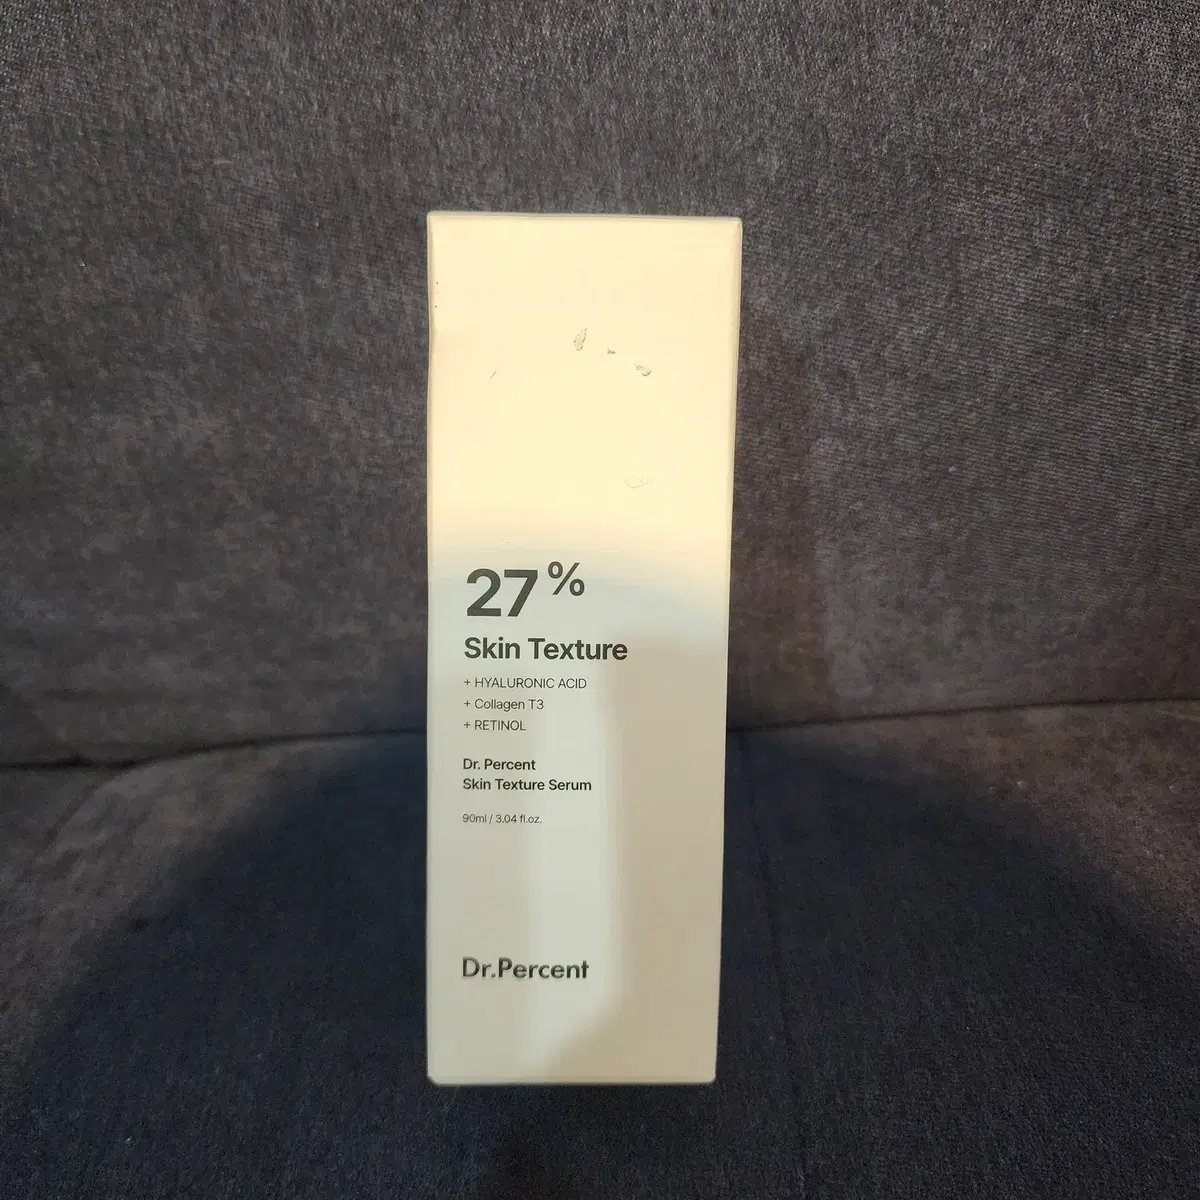 27%
Skin Texture
+ HYALURONIC ACID
+ Collagen T3
+ RETINOL
Dr. Percent
Skin Texture Serum
90ml / 3.04 fl.oz.
Dr.Percent